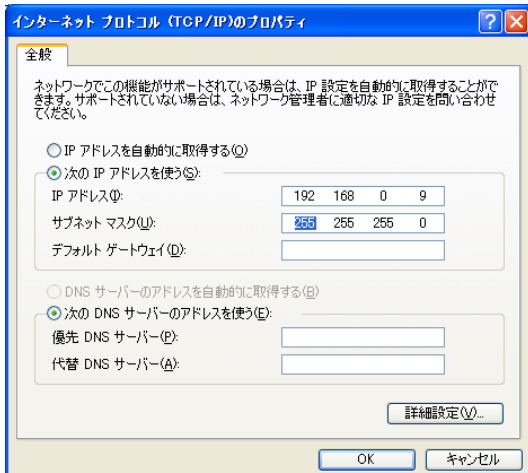 インターネット プロトコル (TCP/IP)のプロパティ
全般
ネットワークでこの機能がサポートされている場合は、IP 設定を自動的に取得することがで
きます。サポートされていない場合は、ネットワーク管理者に適切な IP 設定を問い合わせ
てください。
IP アドレスを自動的に取得する(O)
次の IP アドレスを使う(S):
IP アドレス(I): 192 168 0 9
サブネット マスク(U): 255 255 255 0
デフォルト ゲートウェイ(D):
DNS サーバーのアドレスを自動的に取得する(B)
次の DNS サーバーのアドレスを使う(E):
優先 DNS サーバー(P):
代替 DNS サーバー(A):
詳細設定(V)...
OK キャンセル